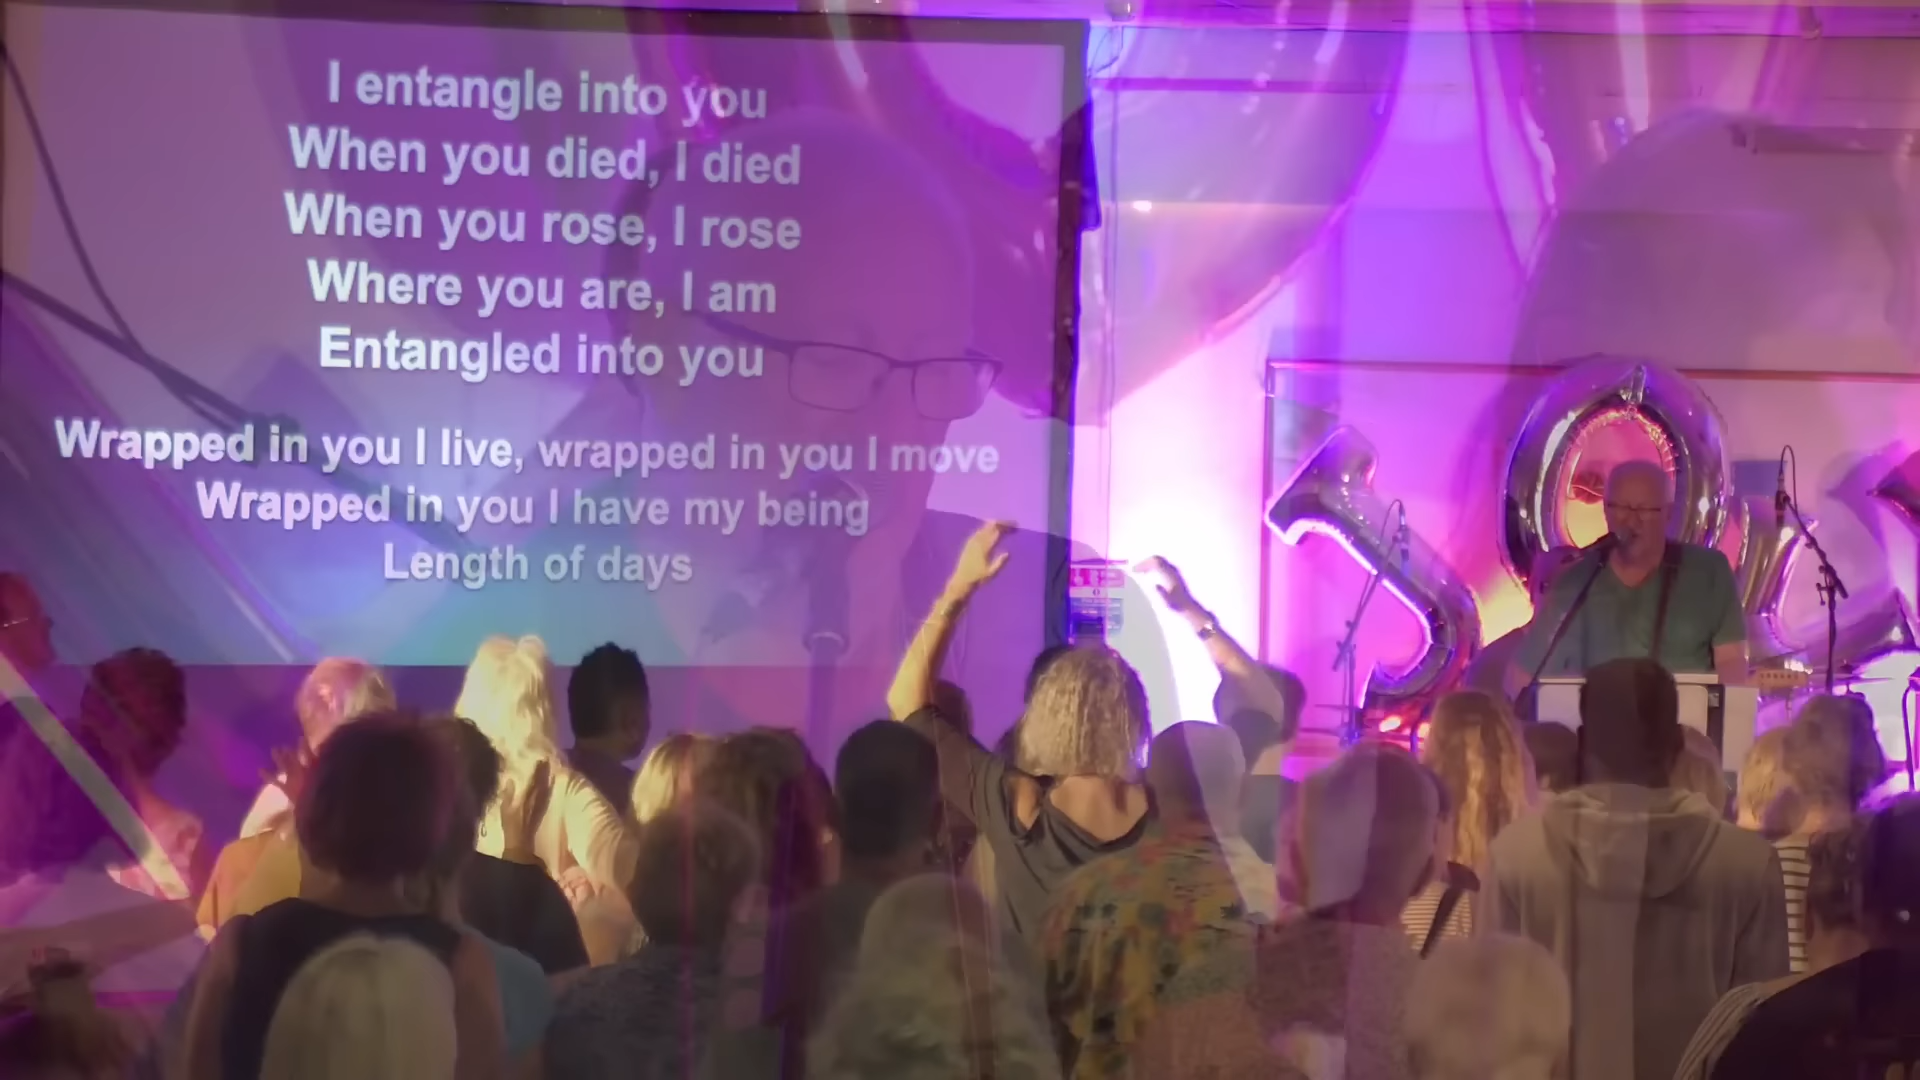 I entangle into you
When you died, I died
When you rose, I rose
Where you are, I am
Entangled into you
Wrapped in you I live, wrapped in you I move
Wrapped in you I have my being
Length of days
JOY